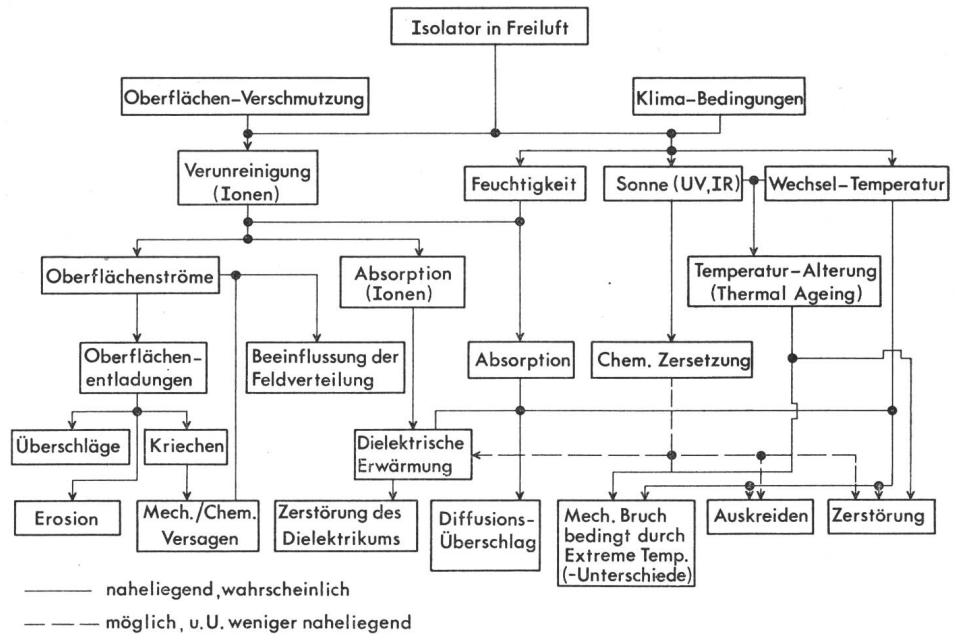 Isolator in Freiluft
Oberflächen-Verschmutzung
Klima-Bedingungen
Verunreinigung
(Ionen)
Feuchtigkeit
Sonne (UV,IR)
Wechsel-Temperatur
Oberflächenströme
Absorption
(Ionen)
Temperatur-Alterung
(Thermal Ageing)
Oberflächen-
entladungen
Beeinflussung der
Feldverteilung
Absorption
Chem. Zersetzung
Überschläge
Kriechen
Dielektrische
Erwärmung
Erosion
Mech./Chem.
Versagen
Zerstörung des
Dielektrikums
Diffusions-
Überschlag
Mech. Bruch
bedingt durch
Extreme Temp.
(-Unterschiede)
Auskreiden
Zerstörung
naheliegend, wahrscheinlich
möglich, u.U. weniger naheliegend